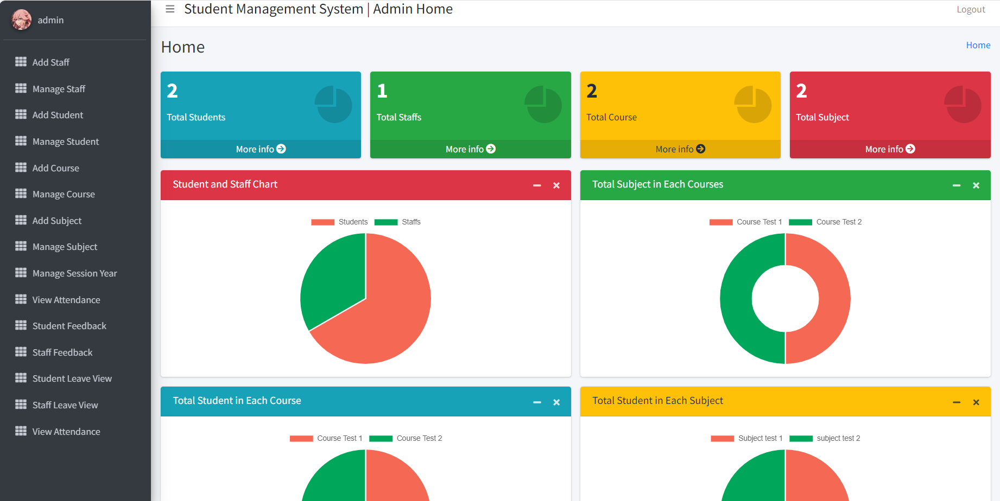 admin
Add Staff
Manage Staff
Add Student
Manage Student
Add Course
Manage Course
Add Subject
Manage Subject
Manage Session Year
View Attendance
Student Feedback
Staff Feedback
Student Leave View
Staff Leave View
View Attendance
Student Management System | Admin Home
Logout
Home
Home
2
Total Students
More info
1
Total Staffs
More info
2
Total Course
More info
2
Total Subject
More info
Student and Staff Chart
Students Staffs
Total Subject in Each Courses
Course Test 1 Course Test 2
Total Student in Each Course
Course Test 1 Course Test 2
Total Student in Each Subject
Subject test 1 subject test 2